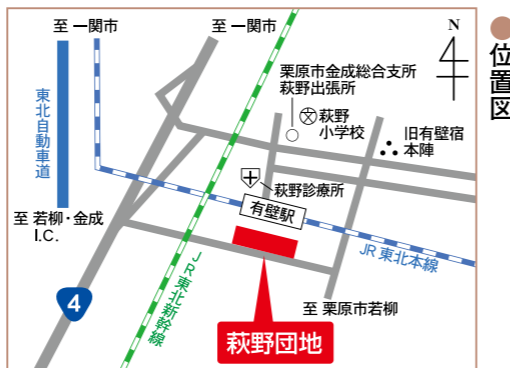 ●位置図
至 一関市
至 一関市
N
栗原市金成総合支所
萩野出張所
文
萩野
小学校
旧有壁宿
本陣
東北自動車道
萩野診療所
有壁駅
至 若柳・金成
I.C.
JR東北本線
JR東北新幹線
4
至 栗原市若柳
萩野団地